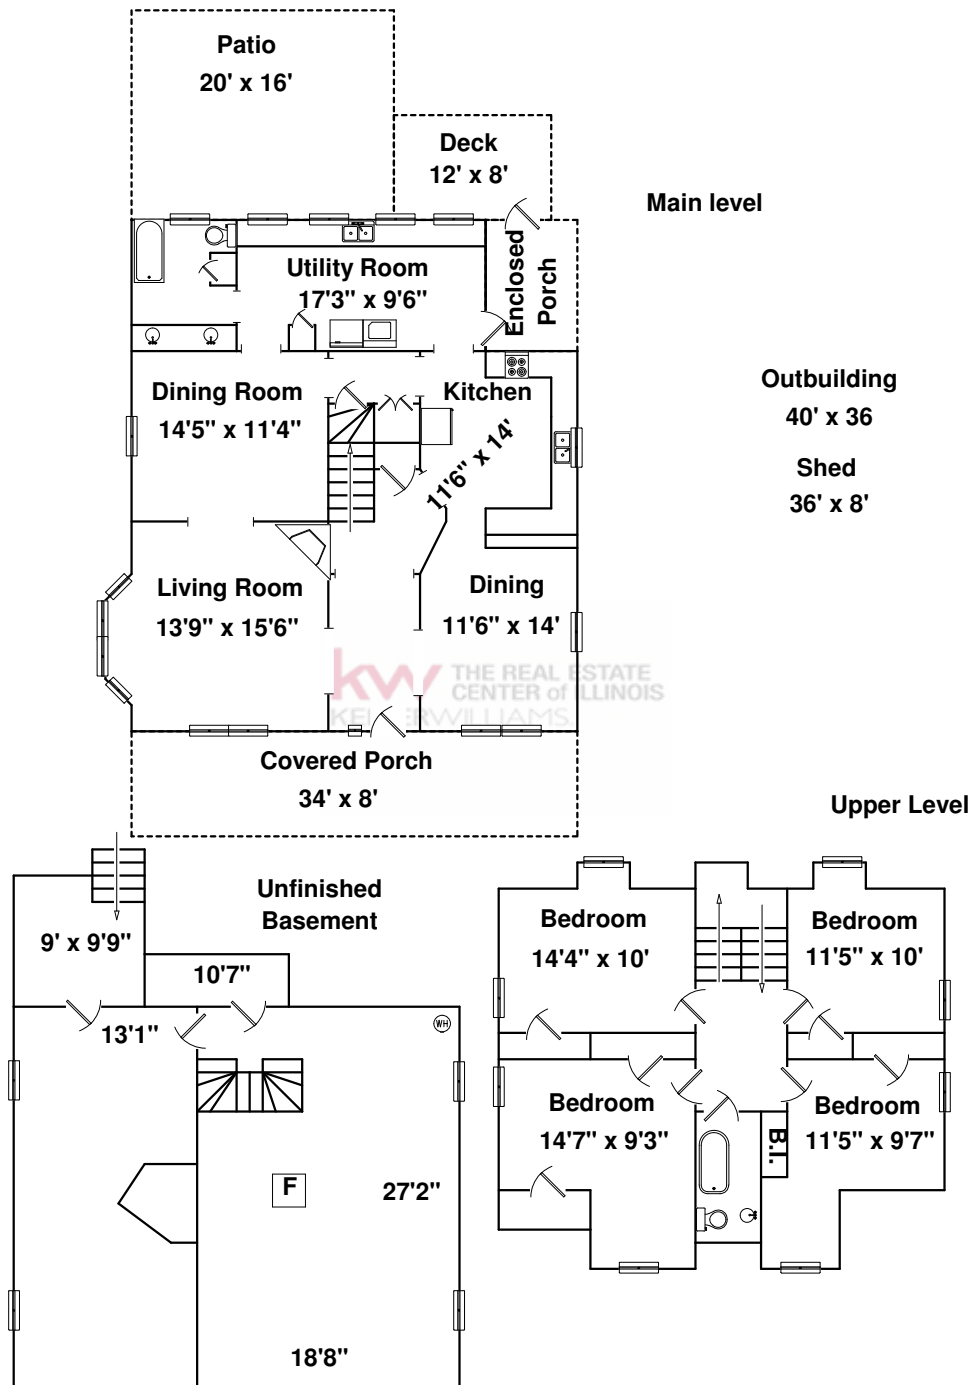 Patio
20' x 16'
Deck
12' x 8'
Main level
Enclosed
Porch
Utility Room
17'3" x 9'6"
Dining Room
14'5" x 11'4"
Kitchen
11'6" x 14'
Outbuilding
40' x 36
Shed
36' x 8'
Living Room
13'9" x 15'6"
Dining
11'6" x 14'
kw THE REAL ESTATE
CENTER of ILLINOIS
KELLERWILLIAMS.
Covered Porch
34' x 8'
Upper Level
Unfinished
Basement
9' x 9'9"
10'7"
13'1"
WH
F
27'2"
18'8"
Bedroom
14'4" x 10'
Bedroom
11'5" x 10'
Bedroom
14'7" x 9'3"
B.I.
Bedroom
11'5" x 9'7"